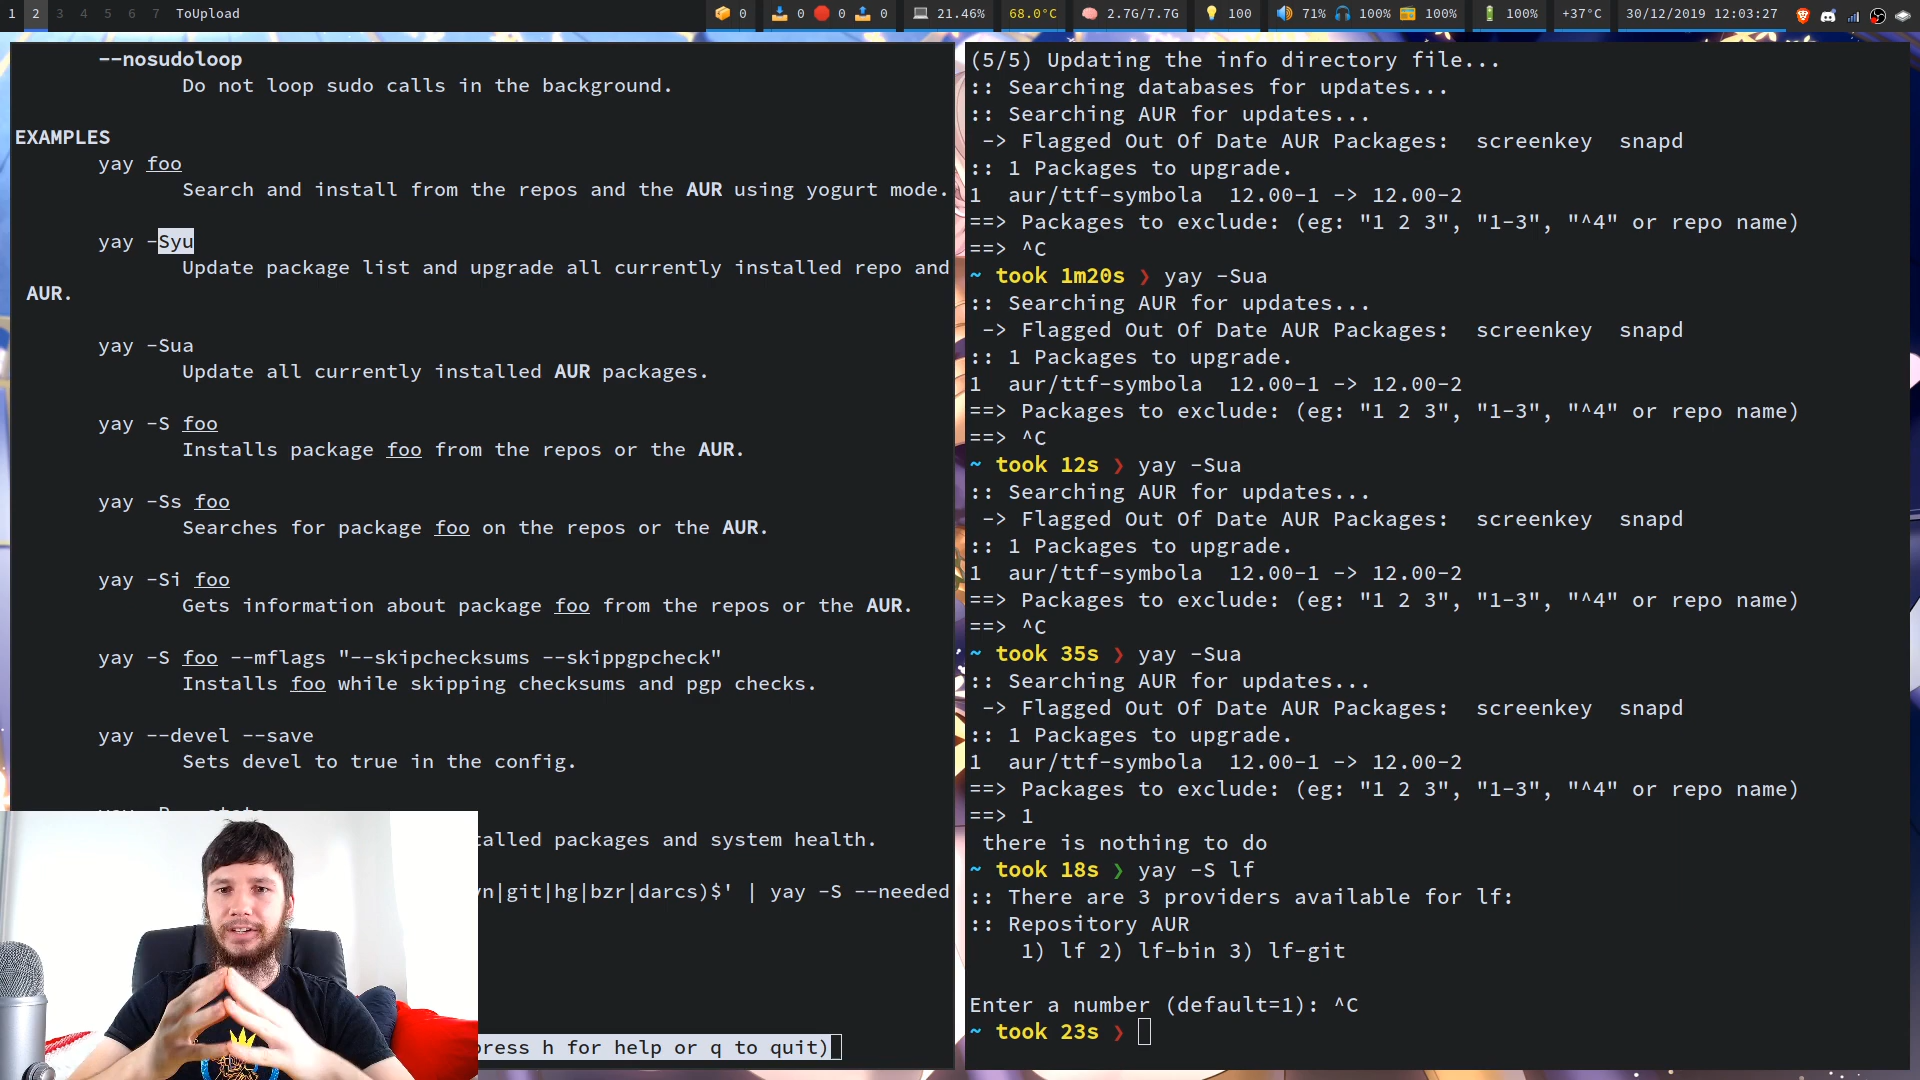 1 2 3 4 5 6 7 ToUpload 0 0 0 0 21.46% 68.0°C 2.7G/7.7G 100 71% 100% 100% 100% +37°C 30/12/2019 12:03:27
--nosudoloop
Do not loop sudo calls in the background.
EXAMPLES
yay foo
Search and install from the repos and the AUR using yogurt mode.
yay -Syu
Update package list and upgrade all currently installed repo and
AUR.
yay -Sua
Update all currently installed AUR packages.
yay -S foo
Installs package foo from the repos or the AUR.
yay -Ss foo
Searches for package foo on the repos or the AUR.
yay -Si foo
Gets information about package foo from the repos or the AUR.
yay -S foo --mflags "--skipchecksums --skippgpcheck"
Installs foo while skipping checksums and pgp checks.
yay --devel --save
Sets devel to true in the config.
talled packages and system health.
vn|git|hg|bzr|darcs)$' | yay -S --needed
press h for help or q to quit)
(5/5) Updating the info directory file...
:: Searching databases for updates...
:: Searching AUR for updates...
-> Flagged Out Of Date AUR Packages:  screenkey  snapd
:: 1 Packages to upgrade.
1  aur/ttf-symbola  12.00-1 -> 12.00-2
==> Packages to exclude: (eg: "1 2 3", "1-3", "^4" or repo name)
==> ^C
~ took 1m20s ❯ yay -Sua
:: Searching AUR for updates...
-> Flagged Out Of Date AUR Packages:  screenkey  snapd
:: 1 Packages to upgrade.
1  aur/ttf-symbola  12.00-1 -> 12.00-2
==> Packages to exclude: (eg: "1 2 3", "1-3", "^4" or repo name)
==> ^C
~ took 12s ❯ yay -Sua
:: Searching AUR for updates...
-> Flagged Out Of Date AUR Packages:  screenkey  snapd
:: 1 Packages to upgrade.
1  aur/ttf-symbola  12.00-1 -> 12.00-2
==> Packages to exclude: (eg: "1 2 3", "1-3", "^4" or repo name)
==> ^C
~ took 35s ❯ yay -Sua
:: Searching AUR for updates...
-> Flagged Out Of Date AUR Packages:  screenkey  snapd
:: 1 Packages to upgrade.
1  aur/ttf-symbola  12.00-1 -> 12.00-2
==> Packages to exclude: (eg: "1 2 3", "1-3", "^4" or repo name)
==> 1
there is nothing to do
~ took 18s ❯ yay -S lf
:: There are 3 providers available for lf:
:: Repository AUR
1) lf 2) lf-bin 3) lf-git
Enter a number (default=1): ^C
~ took 23s ❯